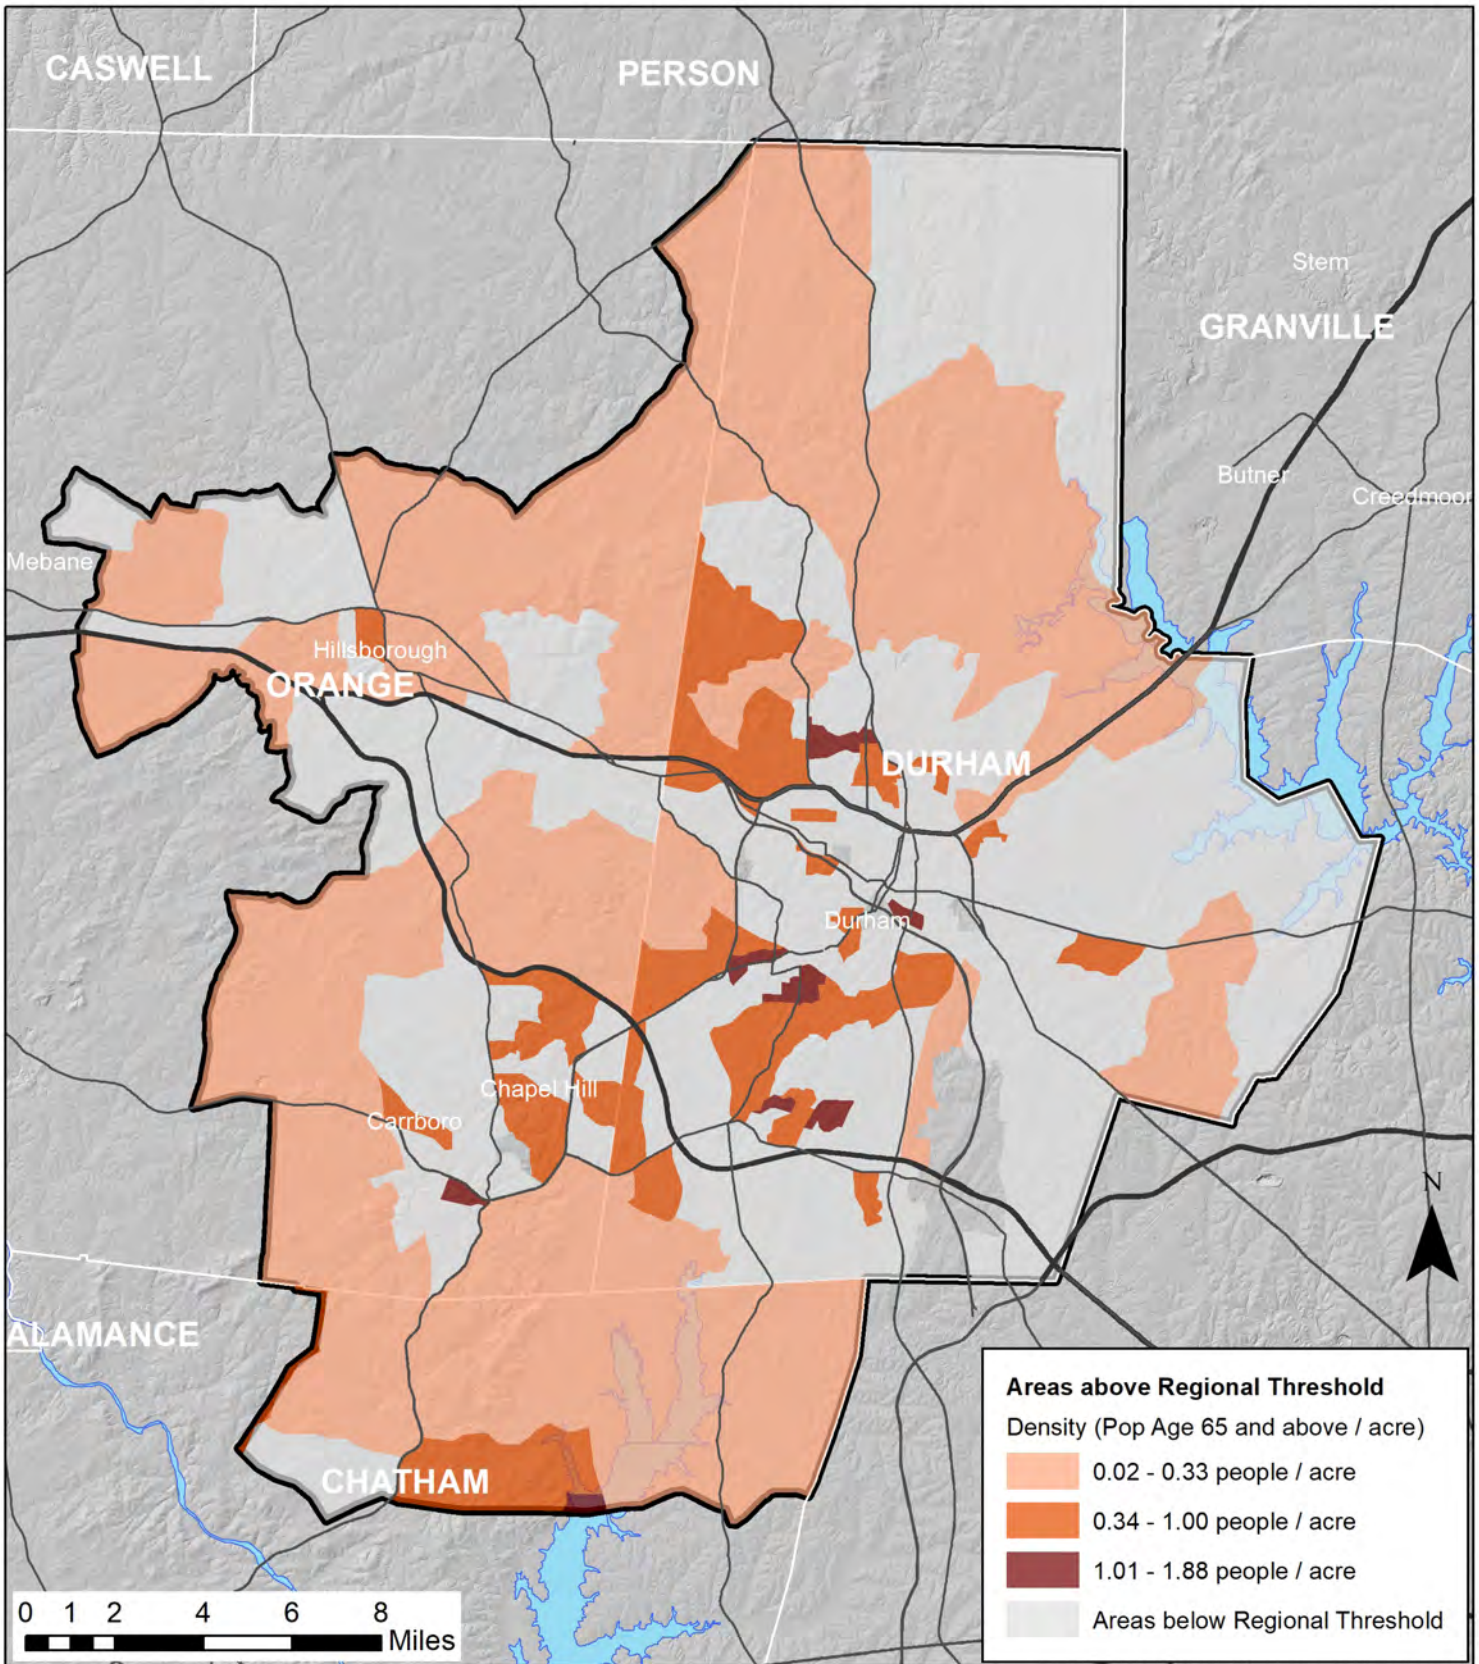 CASWELL
PERSON
Stem
GRANVILLE
Butner
Creedmoor
Mebane
Hillsborough
ORANGE
DURHAM
Durham
Chapel Hill
Carrboro
N
ALAMANCE
CHATHAM
Areas above Regional Threshold
Density (Pop Age 65 and above / acre)
0.02 - 0.33 people / acre
0.34 - 1.00 people / acre
1.01 - 1.88 people / acre
Areas below Regional Threshold
0 1 2 4 6 8
Miles